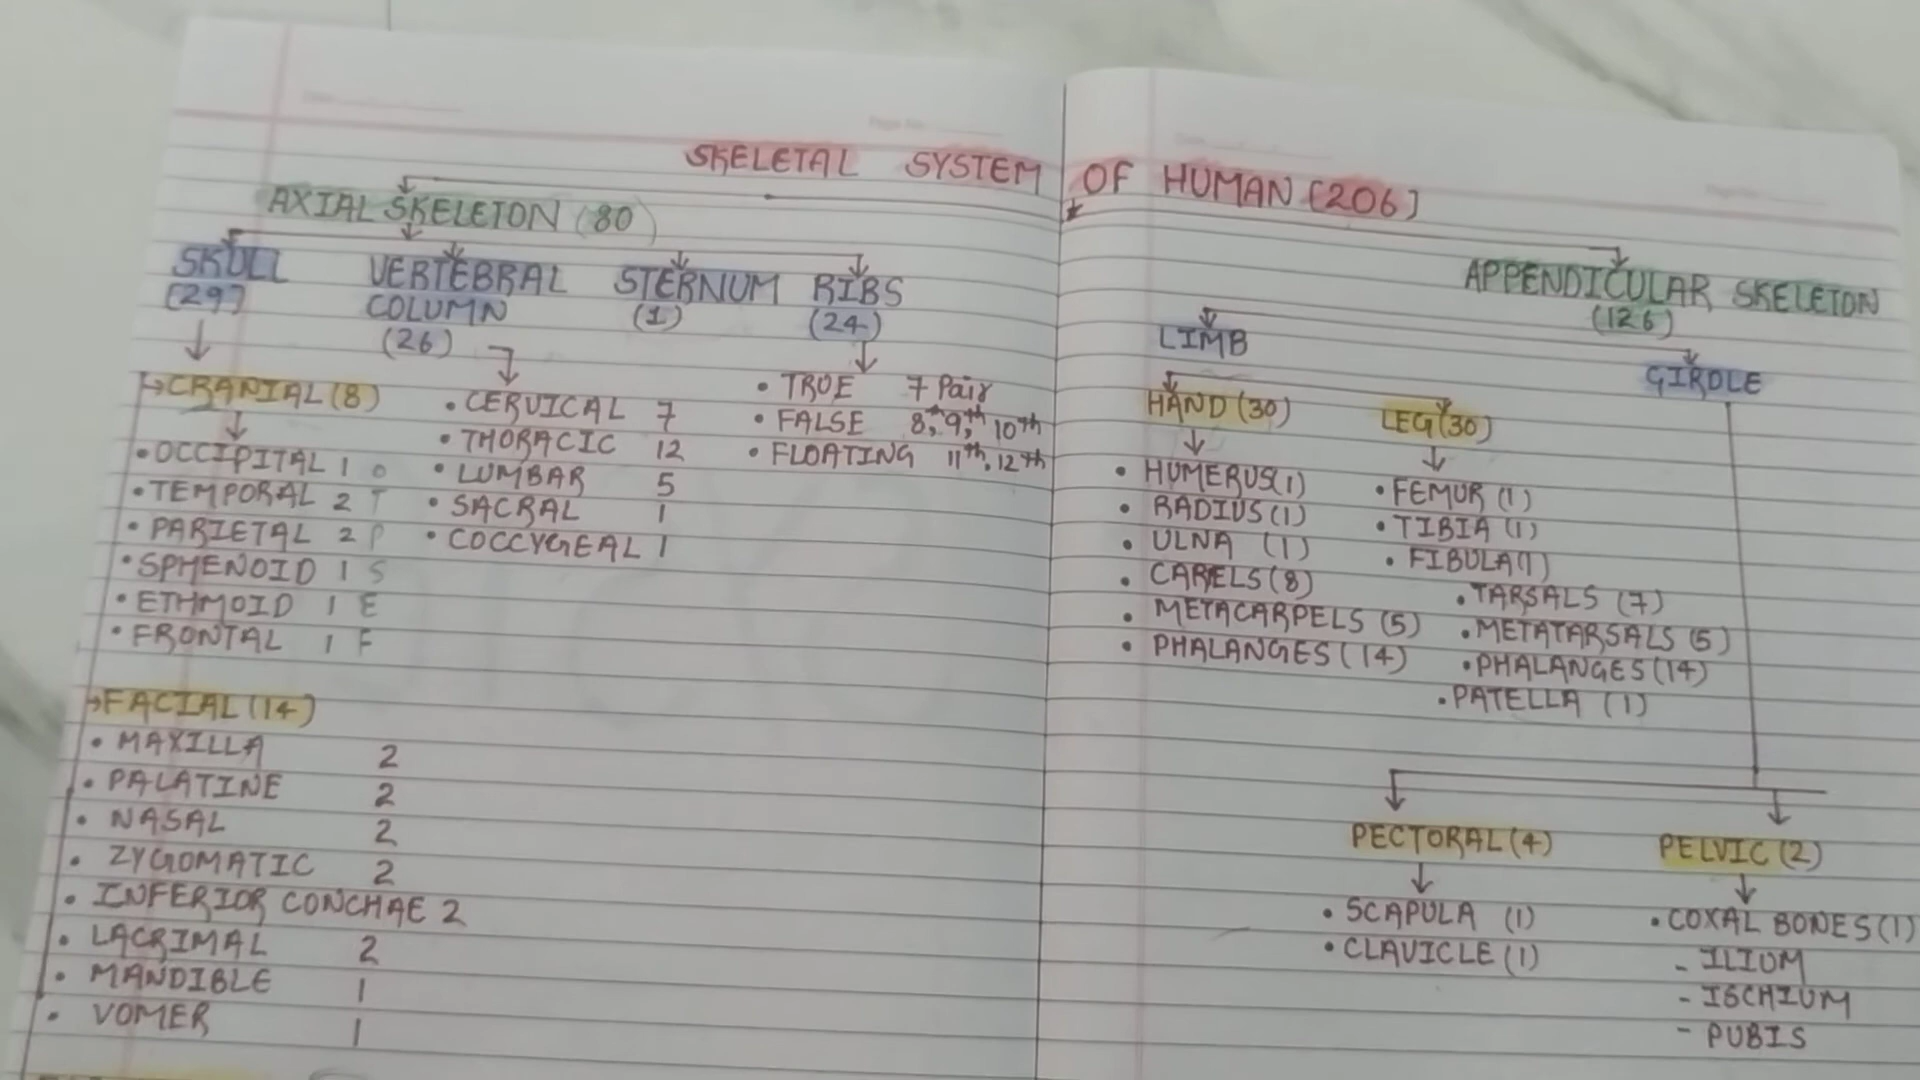 SKELETAL SYSTEM OF HUMAN (206)
AXIAL SKELETON (80)
SKULL
(29)
VERTEBRAL
COLUMN
(26)
STERNUM
(1)
RIBS
(24)
→CRANIAL (8)
• OCCIPITAL 1 O
• TEMPORAL 2 T
• PARIETAL 2 P
• SPHENOID 1 S
• ETHMOID 1 E
• FRONTAL 1 F
• CERVICAL 7
• THORACIC 12
• LUMBAR 5
• SACRAL 1
• COCCYGEAL 1
• TRUE 7 Pair
• FALSE 8th, 9th, 10th
• FLOATING 11th, 12th
→FACIAL (14)
• MAXILLA 2
• PALATINE 2
• NASAL 2
• ZYGOMATIC 2
• INFERIOR CONCHAE 2
• LACRIMAL 2
• MANDIBLE 1
• VOMER 1
APPENDICULAR SKELETON
(126)
LIMB
GIRDLE
HAND (30)
LEG (30)
• HUMERUS(1)
• RADIUS (1)
• ULNA (1)
• CARPELS (8)
• METACARPELS (5)
• PHALANGES (14)
• FEMUR (1)
• TIBIA (1)
• FIBULA(1)
• TARSALS (7)
• METATARSALS (5)
• PHALANGES (14)
• PATELLA (1)
PECTORAL (4)
• SCAPULA (1)
• CLAVICLE (1)
PELVIC (2)
• COXAL BONES (1)
- ILIUM
- ISCHIUM
- PUBIS